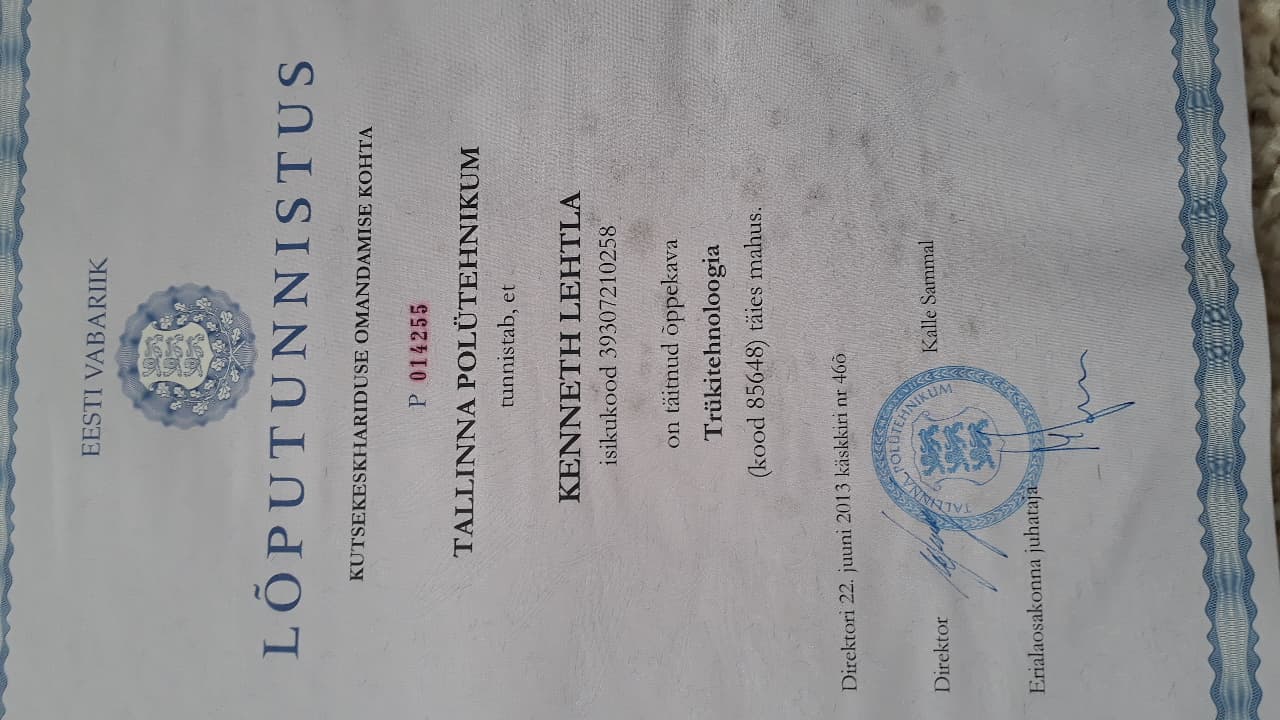 EESTI VABARIIK
LÕPUTUNNISTUS
KUTSEKESKHARIDUSE OMANDAMISE KOHTA
P 014255
TALLINNA POLÜTEHNIKUM
tunnistab, et
KENNETH LEHTLA
isikukood 39307210258
on täitnud õppekava
Trükitehnoloogia
(kood 85648) täies mahus.
Direktori 22. juuni 2013 käskkiri nr 46õ
Direktor Kalle Sammal
TALLINNA POLÜTEHNIKUM
Erialaosakonna juhataja